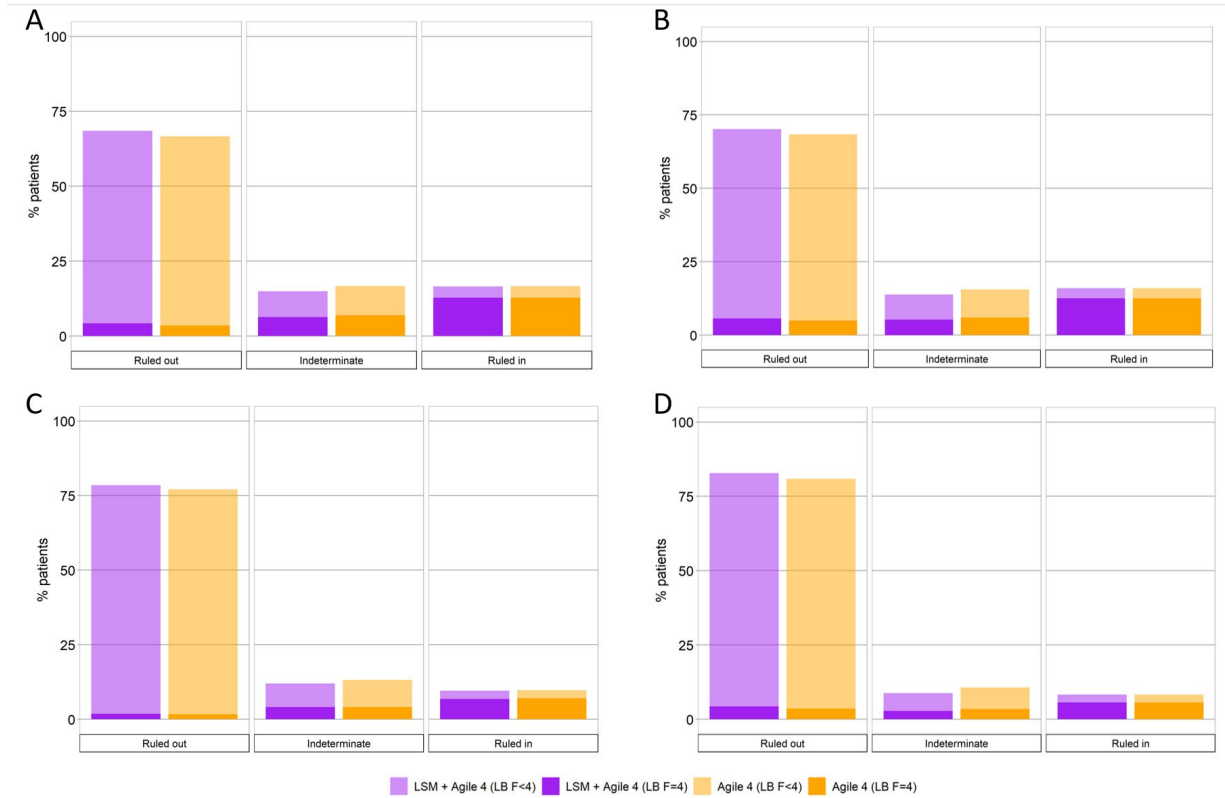 A
100
75
50
25
0
% patients
Ruled out
Indeterminate
Ruled in
B
100
75
50
25
0
% patients
Ruled out
Indeterminate
Ruled in
C
100
75
50
25
0
% patients
Ruled out
Indeterminate
Ruled in
D
100
75
50
25
0
% patients
Ruled out
Indeterminate
Ruled in
LSM + Agile 4 (LB F<4) LSM + Agile 4 (LB F=4) Agile 4 (LB F<4) Agile 4 (LB F=4)